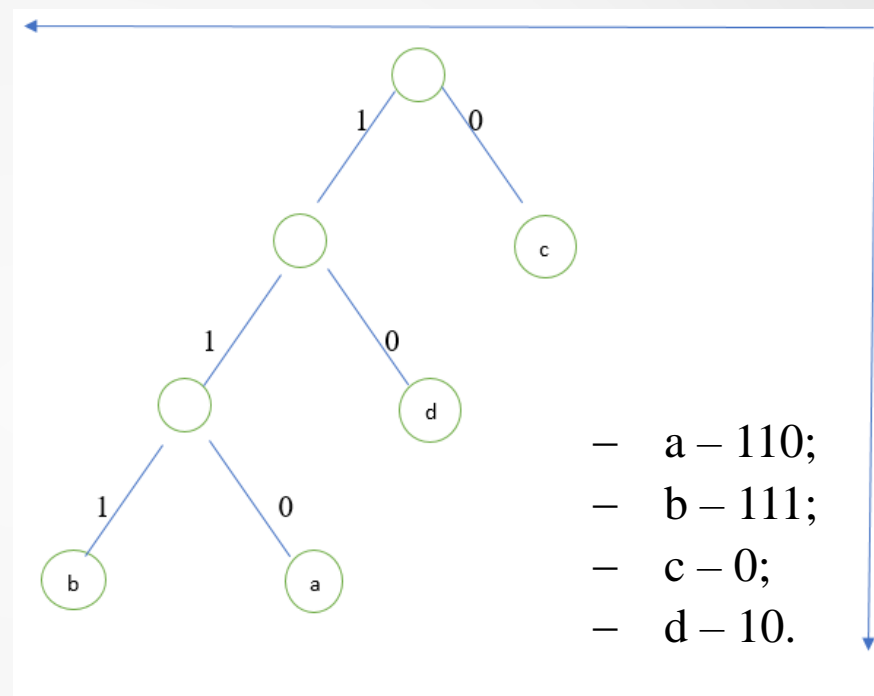 1 0
c
1 0
d
– a – 110;
– b – 111;
1 0
– c – 0;
b a
– d – 10.